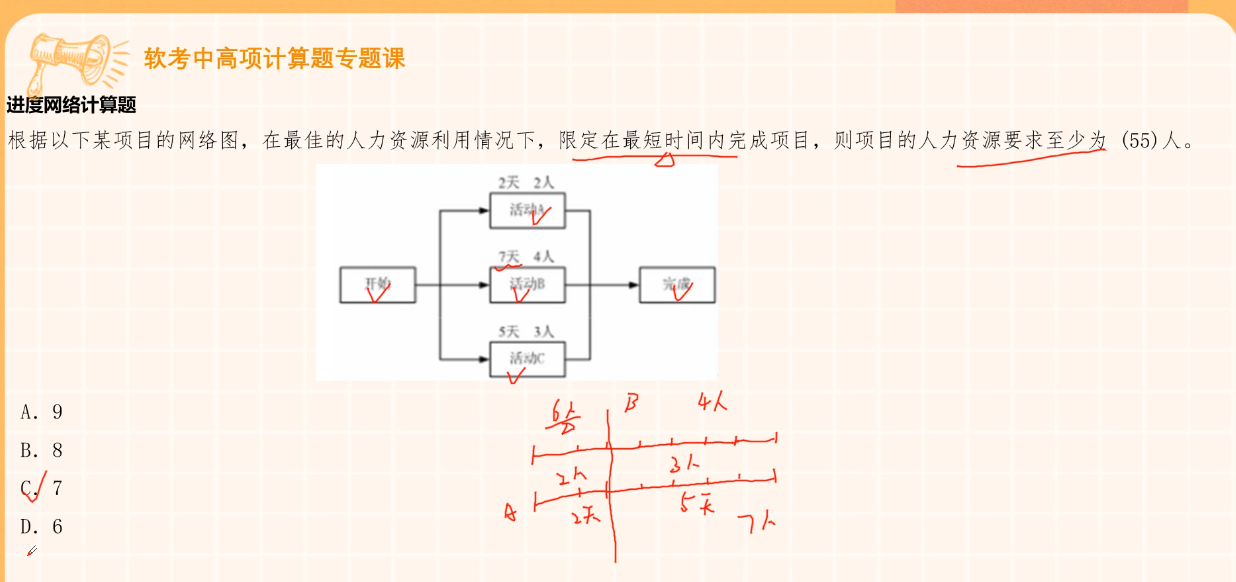 软考中高项计算题专题课
进度网络计算题
根据以下某项目的网络图，在最佳的人力资源利用情况下，限定在最短时间内完成项目，则项目的人力资源要求至少为 (55)人。
2天 2人
活动A
7天 4人
开始 活动B 完成
5天 3人
活动C
A. 9
B. 8
C. 7
D. 6
6人 B 4人
2人 3人
A 2天 5天 7人